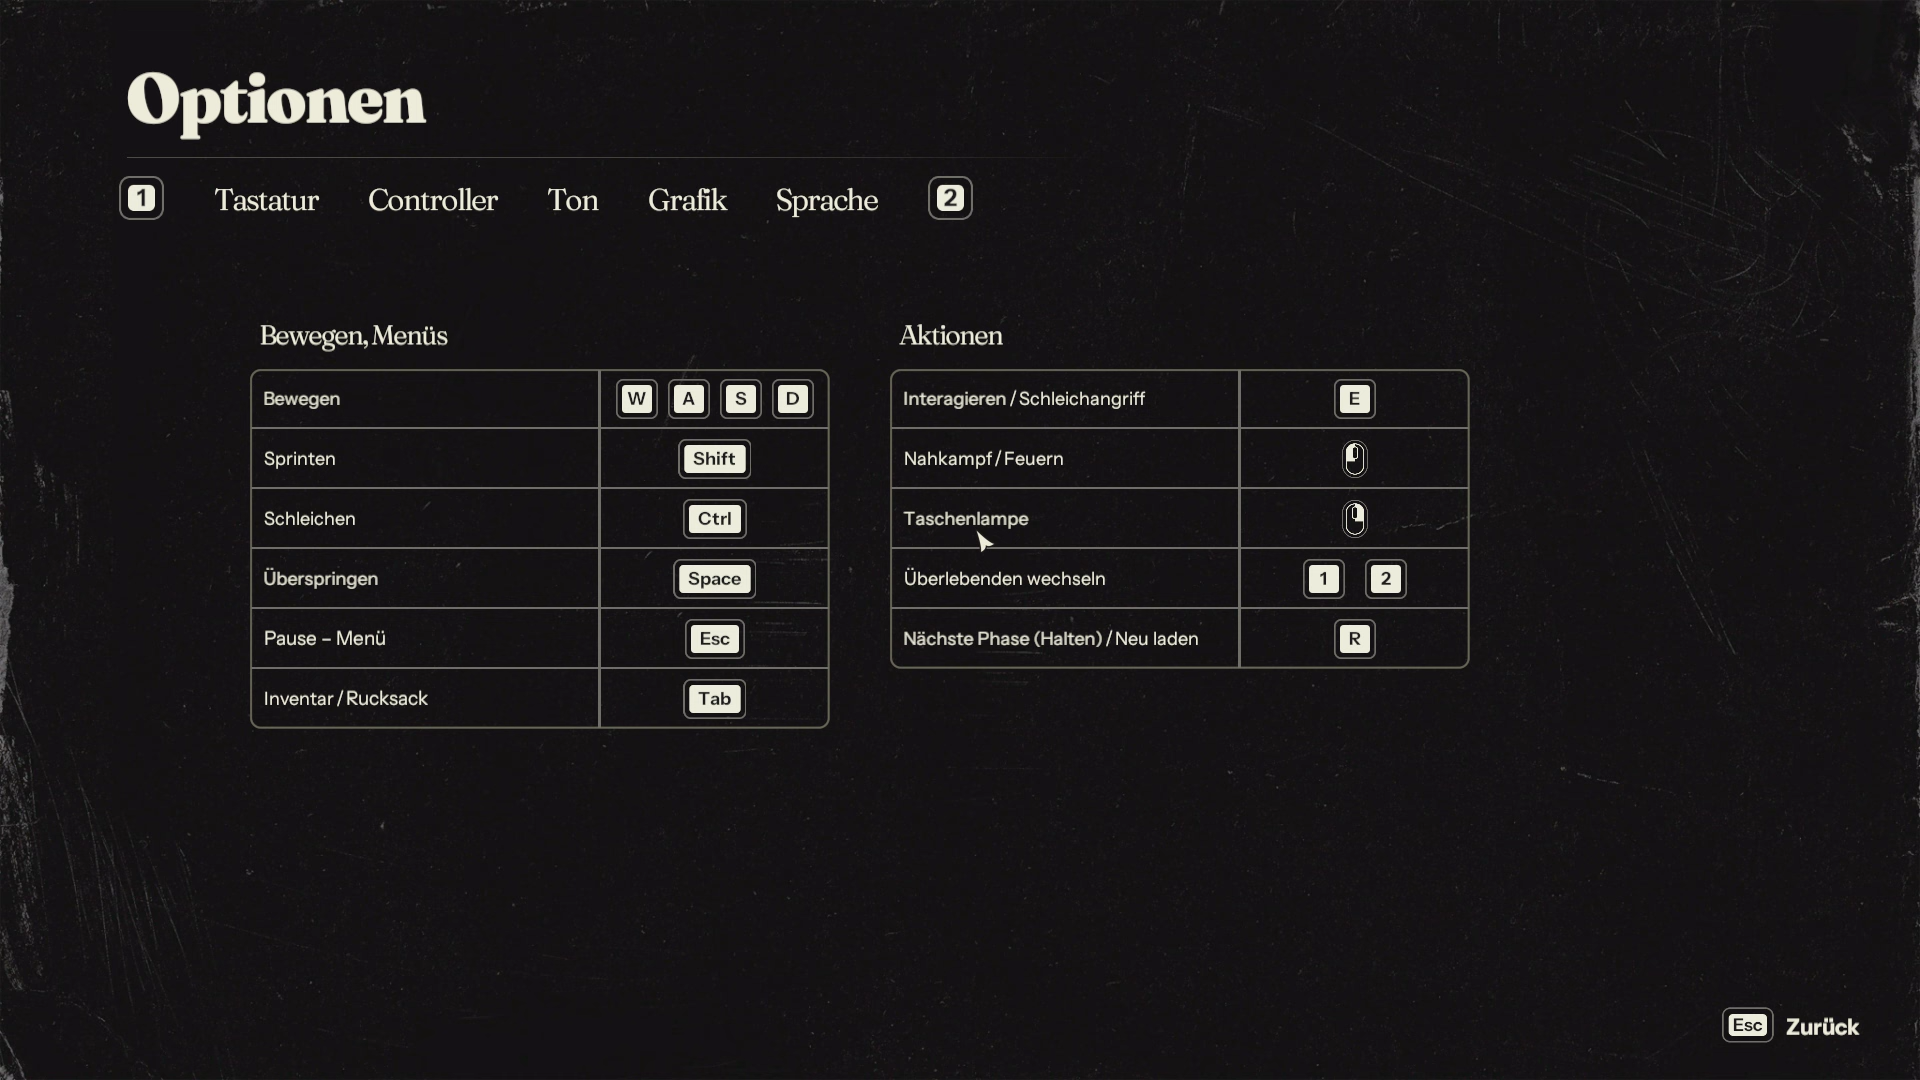 Optionen
1 Tastatur Controller Ton Grafik Sprache 2
Bewegen, Menüs
Bewegen W A S D
Sprinten Shift
Schleichen Ctrl
Überspringen Space
Pause – Menü Esc
Inventar / Rucksack Tab
Aktionen
Interagieren / Schleichangriff E
Nahkampf / Feuern
Taschenlampe
Überlebenden wechseln 1 2
Nächste Phase (Halten) / Neu laden R
Esc Zurück